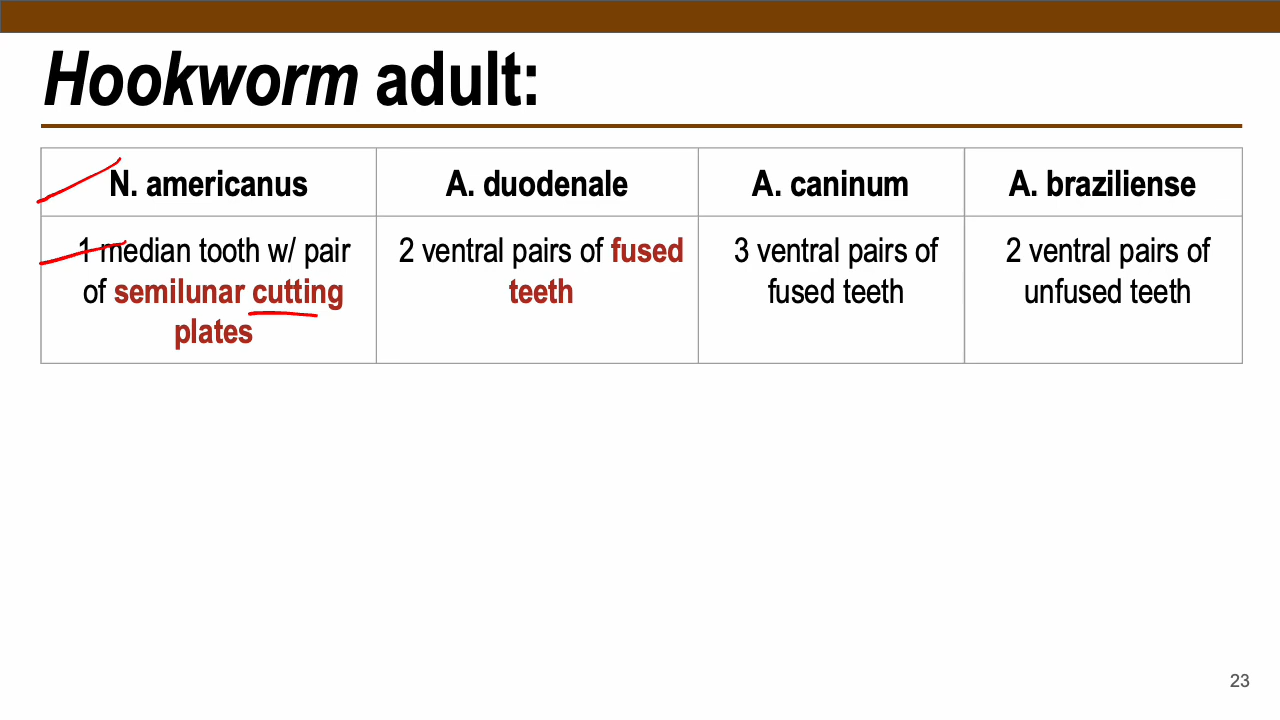 Hookworm adult:
N. americanus
A. duodenale
A. caninum
A. braziliense
1 median tooth w/ pair
of semilunar cutting
plates
2 ventral pairs of fused
teeth
3 ventral pairs of
fused teeth
2 ventral pairs of
unfused teeth
23